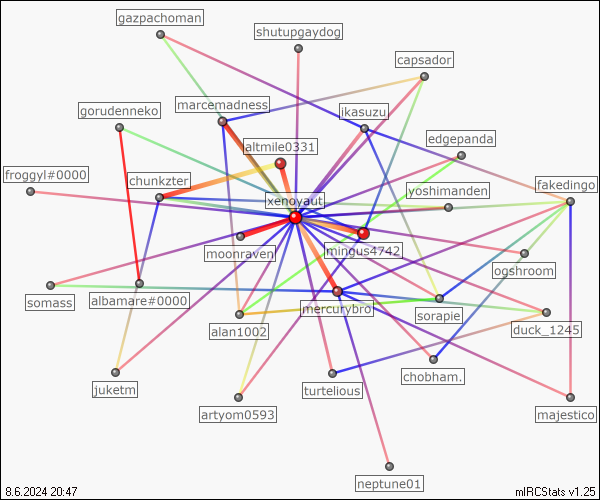 gazpachoman
shutupgaydog
capsador
marcemadness
gorudenneko
ikasuzu
edgepanda
altmile0331
froggyl#0000
chunkzter
yoshimanden
fakedingo
xenoyaut
moonraven
mingus4742
ogshroom
somass
albamare#0000
alan1002
mercurybro
sorapie
duck_1245
juketm
artyom0593
turtelious
chobham.
majestico
neptune01
8.6.2024 20:47
mIRCStats v1.25